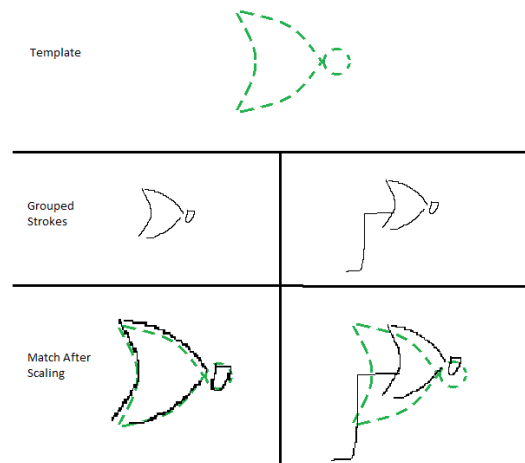 Template
Grouped
Strokes
Match After
Scaling